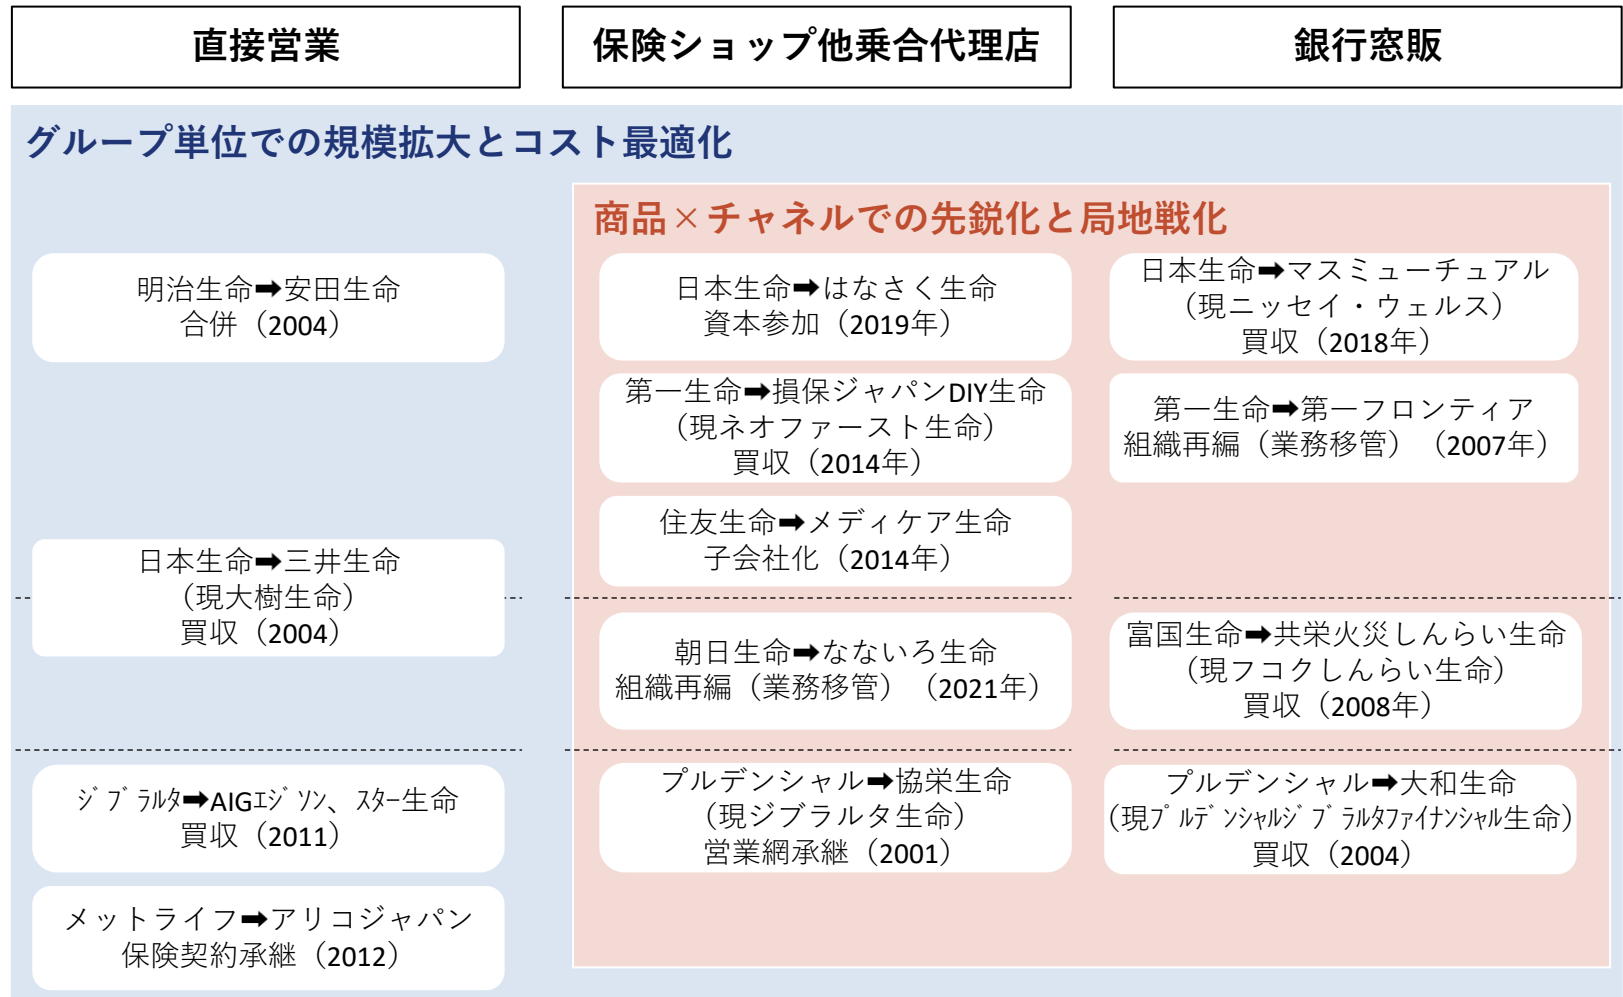 直接営業
保険ショップ他乗合代理店
銀行窓販
グループ単位での規模拡大とコスト最適化
商品×チャネルでの先鋭化と局地戦化
明治生命➡安田生命
合併（2004）
日本生命➡三井生命
（現大樹生命）
買収（2004）
ｼﾞﾌﾞﾗﾙﾀ➡AIGｴｼﾞｿﾝ、ｽﾀｰ生命
買収（2011）
メットライフ➡アリコジャパン
保険契約承継（2012）
日本生命➡はなさく生命
資本参加（2019年）
第一生命➡損保ジャパンDIY生命
（現ネオファースト生命）
買収（2014年）
住友生命➡メディケア生命
子会社化（2014年）
朝日生命➡なないろ生命
組織再編（業務移管）（2021年）
プルデンシャル➡協栄生命
（現ジブラルタ生命）
営業網承継（2001）
日本生命➡マスミューチュアル
（現ニッセイ・ウェルス）
買収（2018年）
第一生命➡第一フロンティア
組織再編（業務移管）（2007年）
富国生命➡共栄火災しんらい生命
（現フコクしんらい生命）
買収（2008年）
プルデンシャル➡大和生命
（現ﾌﾟﾙﾃﾞﾝｼｬﾙｼﾞﾌﾞﾗﾙﾀﾌｧｲﾅﾝｼｬﾙ生命）
買収（2004）